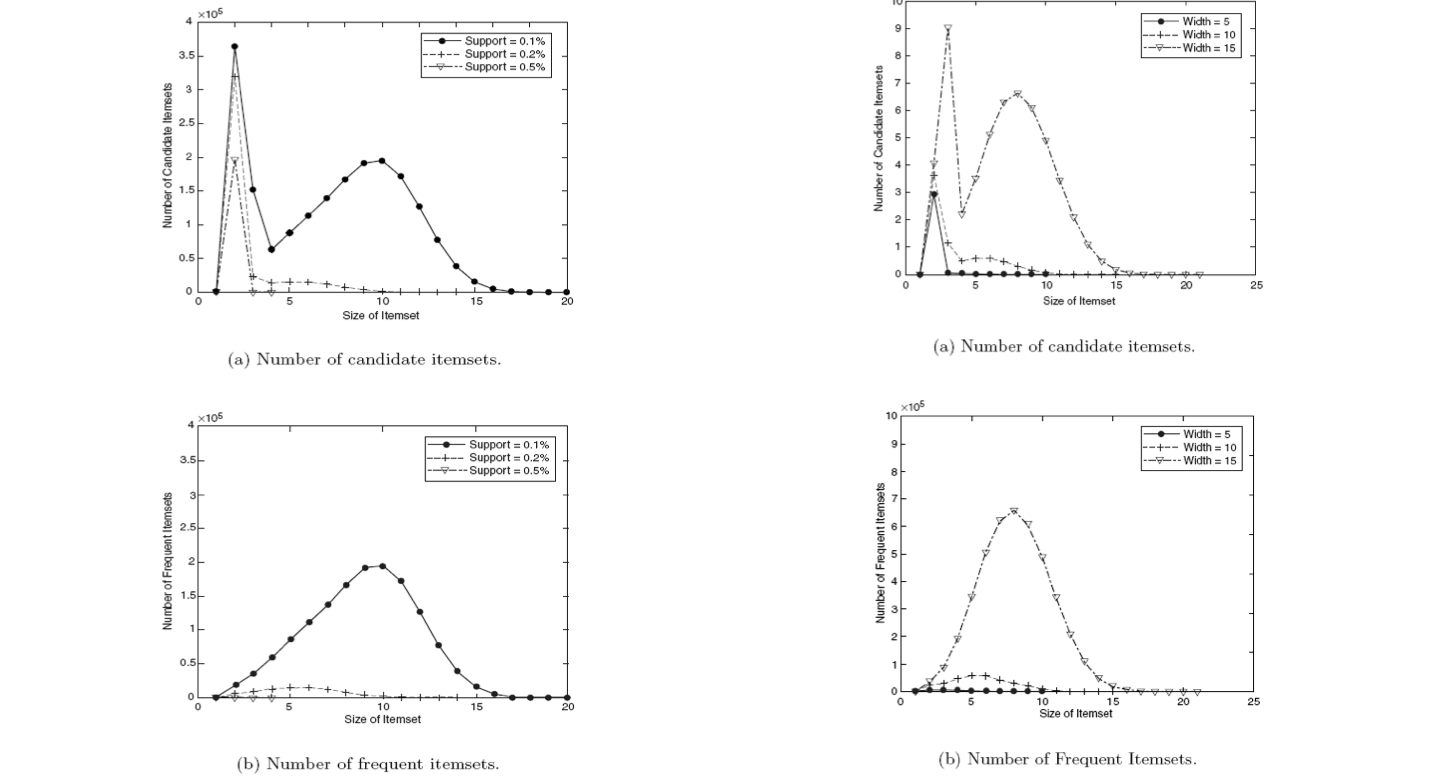 ×10⁵
4
3.5
3
2.5
2
1.5
1
0.5
0
0 5 10 15 20
Number of Candidate Itemsets
Size of Itemset
Support = 0.1%
Support = 0.2%
Support = 0.5%
(a) Number of candidate itemsets.
10
9
8
7
6
5
4
3
2
1
0
0 5 10 15 20 25
Number of Candidate Itemsets
Size of Itemset
Width = 5
Width = 10
Width = 15
(a) Number of candidate itemsets.
×10⁵
4
3.5
3
2.5
2
1.5
1
0.5
0
0 5 10 15 20
Number of Frequent Itemsets
Size of Itemset
Support = 0.1%
Support = 0.2%
Support = 0.5%
(b) Number of frequent itemsets.
×10⁵
10
9
8
7
6
5
4
3
2
1
0
0 5 10 15 20 25
Number of Frequent Itemsets
Size of Itemset
Width = 5
Width = 10
Width = 15
(b) Number of Frequent Itemsets.